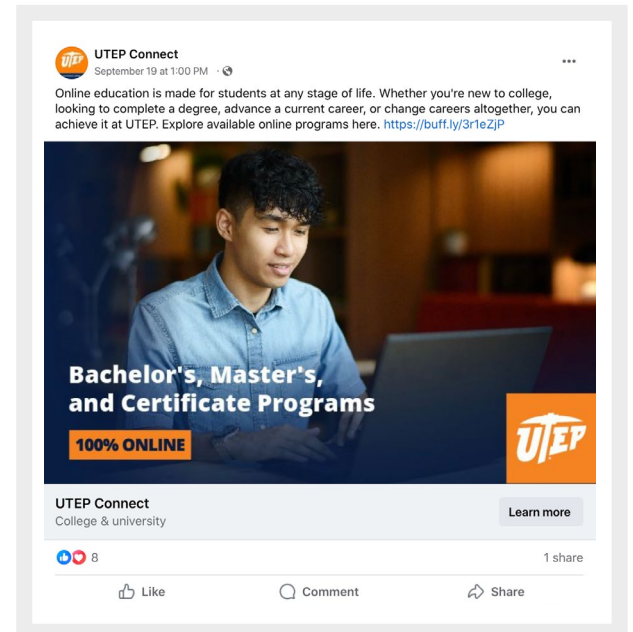 UTEP
UTEP Connect
September 19 at 1:00 PM ·
Online education is made for students at any stage of life. Whether you're new to college,
looking to complete a degree, advance a current career, or change careers altogether, you can
achieve it at UTEP. Explore available online programs here. https://buff.ly/3r1eZjP
Bachelor's, Master's,
and Certificate Programs
100% ONLINE
UTEP
UTEP Connect
College & university
Learn more
8
1 share
Like
Comment
Share